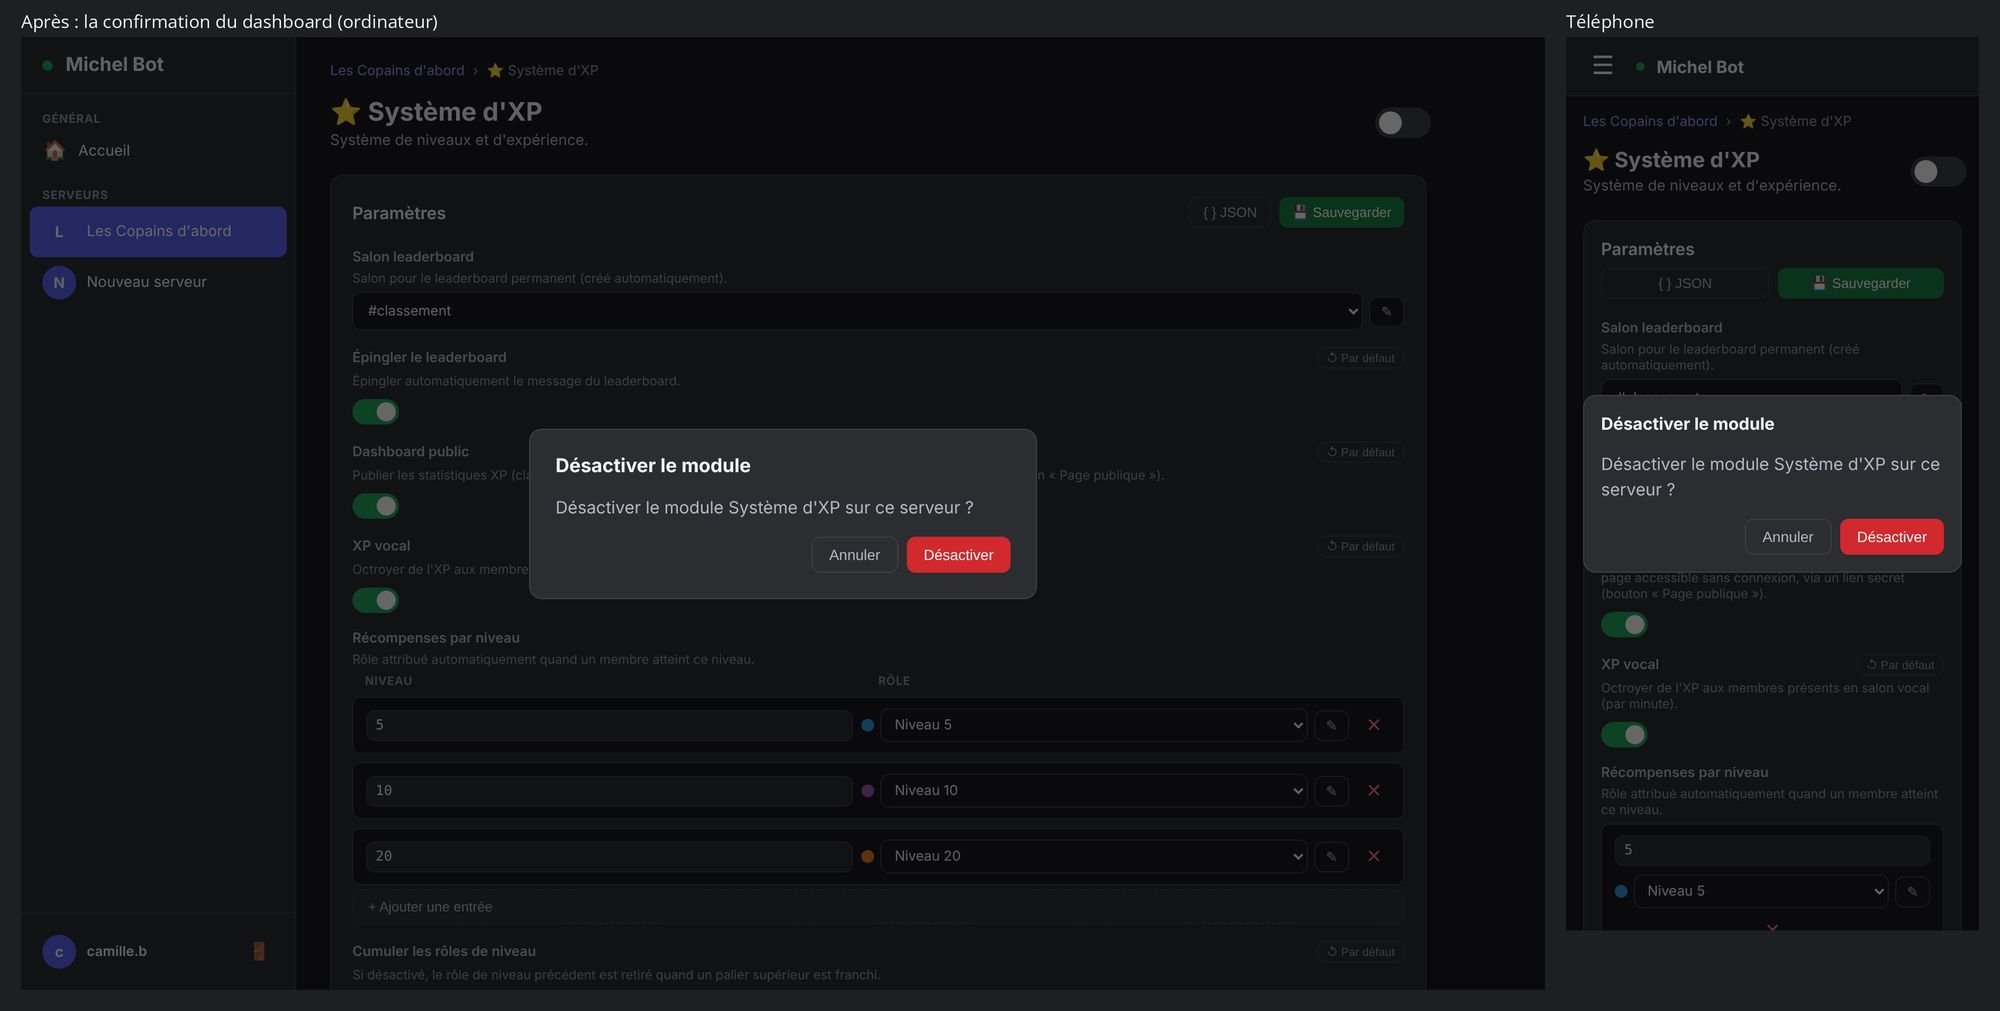 Après : la confirmation du dashboard (ordinateur)
Michel Bot
GÉNÉRAL
Accueil
SERVEURS
L Les Copains d'abord
N Nouveau serveur
c camille.b
Les Copains d'abord › Système d'XP
Système d'XP
Système de niveaux et d'expérience.
Paramètres
{ } JSON
Sauvegarder
Salon leaderboard
Salon pour le leaderboard permanent (créé automatiquement).
#classement
Épingler le leaderboard
Par défaut
Épingler automatiquement le message du leaderboard.
Dashboard public
Par défaut
Publier les statistiques XP
« Page publique »).
XP vocal
Par défaut
Octroyer de l'XP aux membre
Désactiver le module
Désactiver le module Système d'XP sur ce serveur ?
Annuler
Désactiver
Récompenses par niveau
Rôle attribué automatiquement quand un membre atteint ce niveau.
NIVEAU RÔLE
5 Niveau 5
10 Niveau 10
20 Niveau 20
+ Ajouter une entrée
Cumuler les rôles de niveau
Par défaut
Si désactivé, le rôle de niveau précédent est retiré quand un palier supérieur est franchi.
Téléphone
Michel Bot
Les Copains d'abord › Système d'XP
Système d'XP
Système de niveaux et d'expérience.
Paramètres
{ } JSON
Sauvegarder
Salon leaderboard
Salon pour le leaderboard permanent (créé
automatiquement).
Désactiver le module
Désactiver le module Système d'XP sur ce
serveur ?
Annuler
Désactiver
page accessible sans connexion, via un lien secret
(bouton « Page publique »).
XP vocal
Par défaut
Octroyer de l'XP aux membres présents en salon vocal
(par minute).
Récompenses par niveau
Rôle attribué automatiquement quand un membre atteint
ce niveau.
5
Niveau 5